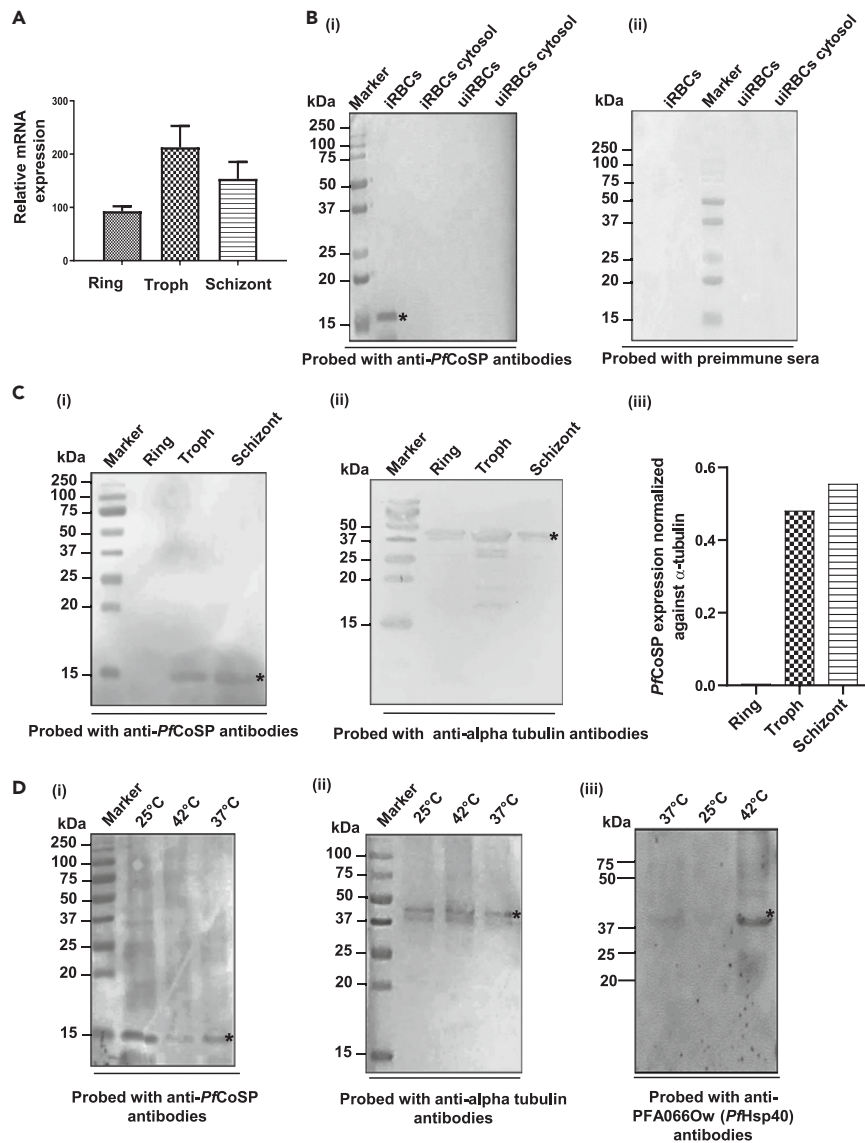 A
Relative mRNA
expression
300
200
100
0
Ring Troph Schizont
B (i)
Marker iRBCs iRBCs cytosol uiRBCs uiRBCs cytosol
kDa
250
100
75
50
37
25
20
15
*
Probed with anti-PfCoSP antibodies
(ii)
iRBCs Marker uiRBCs uiRBCs cytosol
kDa
250
100
75
50
37
25
20
15
Probed with preimmune sera
C (i)
Marker Ring Troph Schizont
kDa
250
100
75
50
37
25
20
15
*
Probed with anti-PfCoSP antibodies
(ii)
Marker Ring Troph Schizont
kDa
50
37
25
20
15
*
Probed with anti-alpha tubulin antibodies
(iii)
PfCoSP expression normalized
against α-tubulin
0.6
0.4
0.2
0.0
Ring Troph Schizont
D (i)
Marker 25°C 42°C 37°C
kDa
250
100
75
50
37
25
20
15
*
Probed with anti-PfCoSP
antibodies
(ii)
Marker 25°C 42°C 37°C
kDa
100
75
50
37
25
20
15
*
Probed with anti-alpha tubulin
antibodies
(iii)
37°C 25°C 42°C
kDa
75
50
37
25
20
*
Probed with anti-
PFA066Ow (PfHsp40)
antibodies